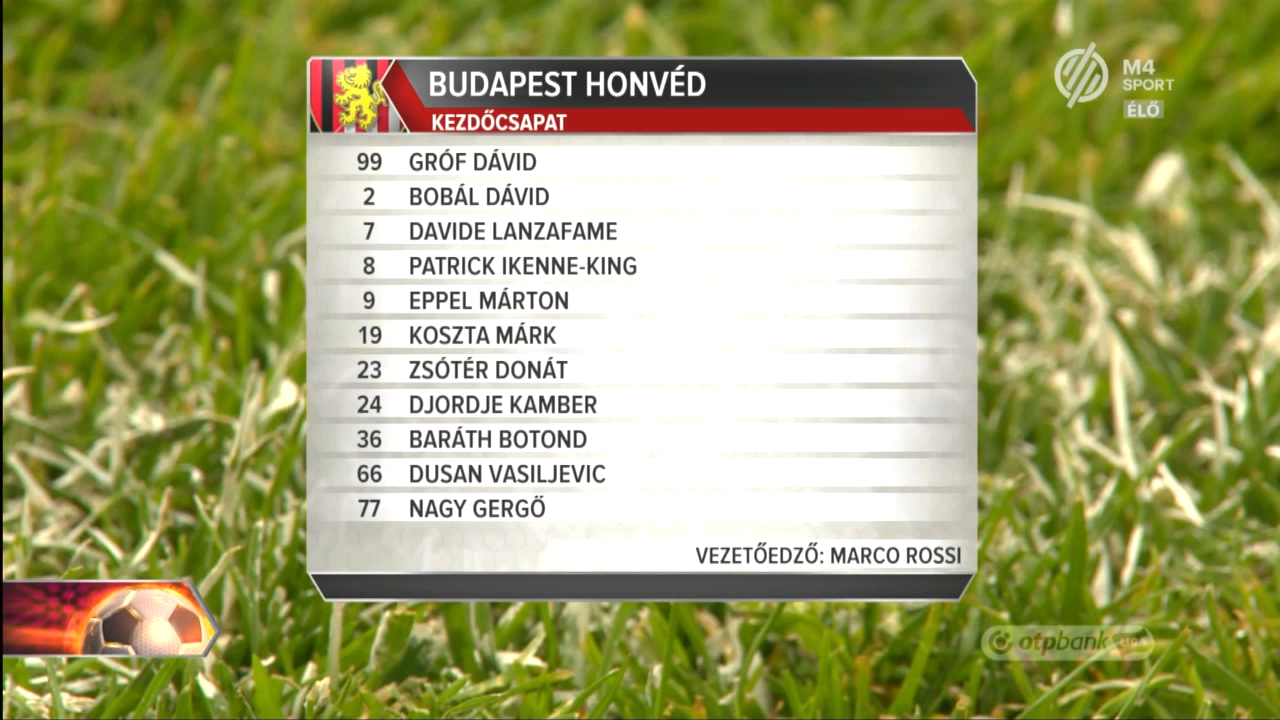 BUDAPEST HONVÉD
KEZDŐCSAPAT
M4
SPORT
ÉLŐ
99 GRÓF DÁVID
2 BOBÁL DÁVID
7 DAVIDE LANZAFAME
8 PATRICK IKENNE-KING
9 EPPEL MÁRTON
19 KOSZTA MÁRK
23 ZSÓTÉR DONÁT
24 DJORDJE KAMBER
36 BARÁTH BOTOND
66 DUSAN VASILJEVIC
77 NAGY GERGŐ
VEZETŐEDZŐ: MARCO ROSSI
otpbank